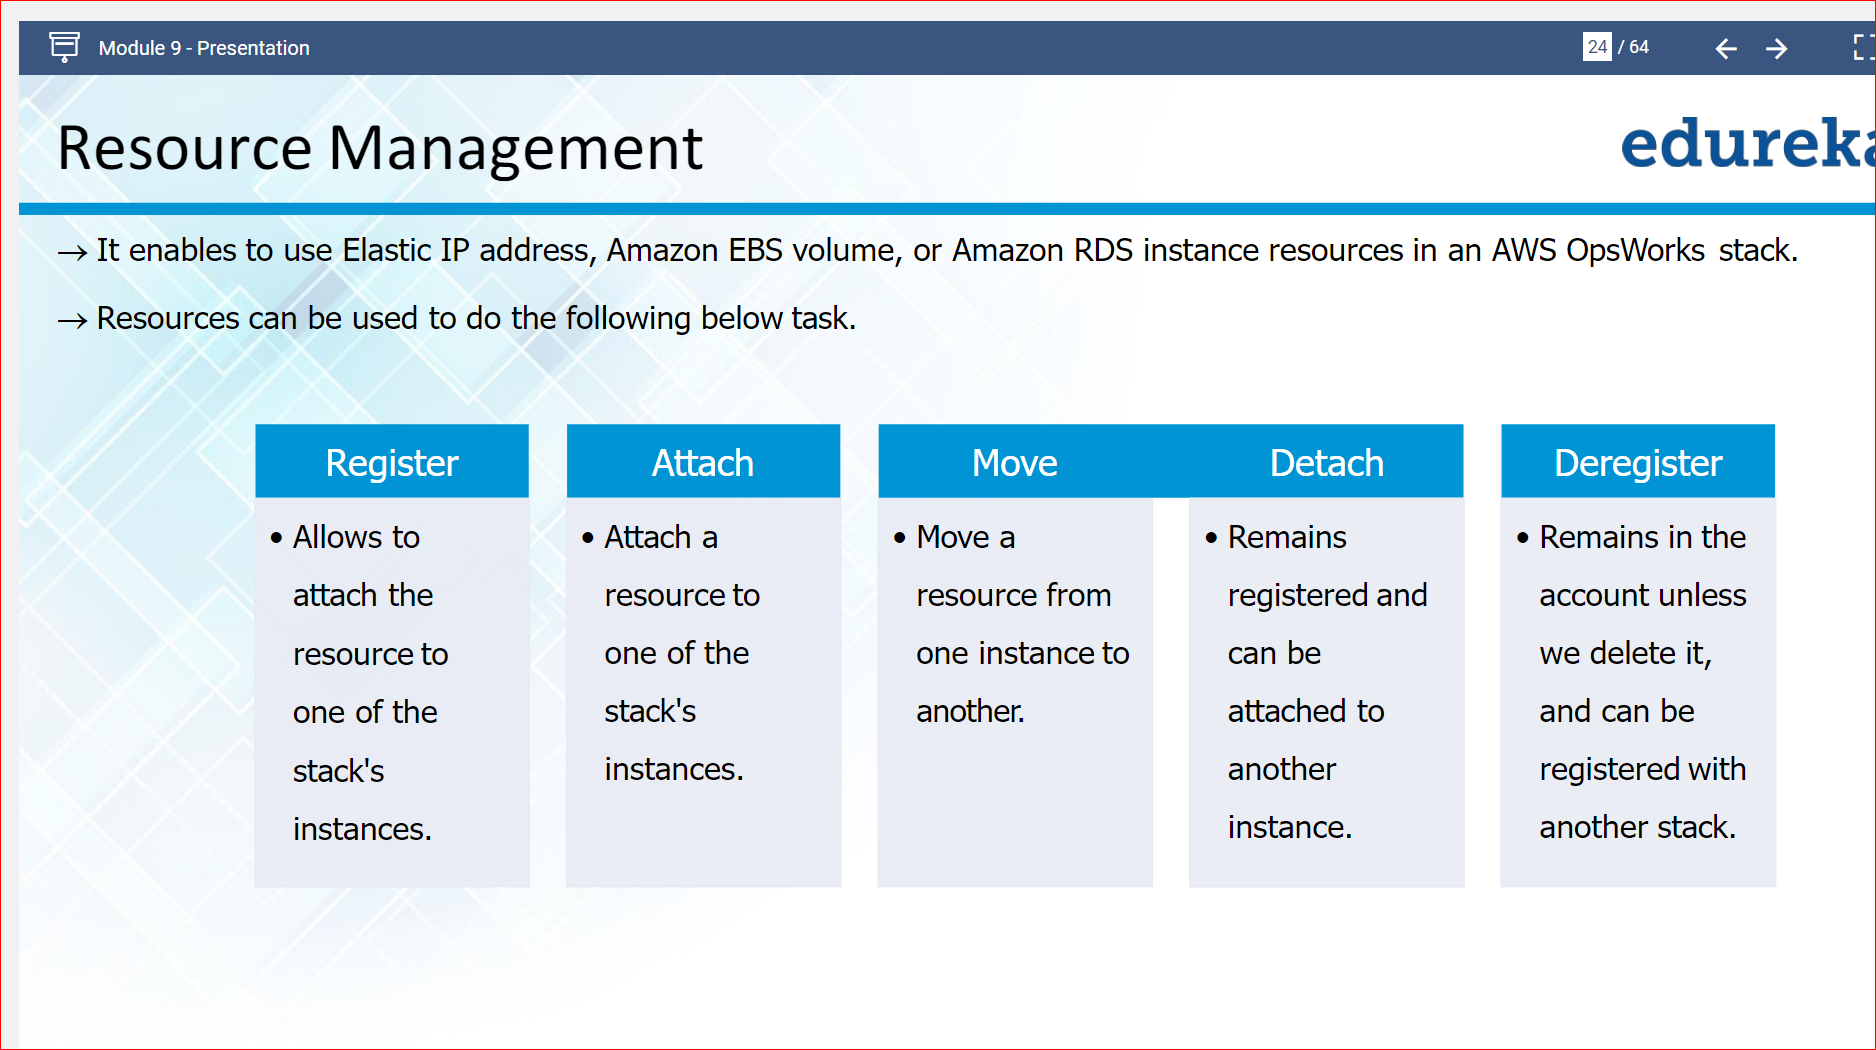 Module 9 - Presentation
24 / 64
Resource Management
edureka
→ It enables to use Elastic IP address, Amazon EBS volume, or Amazon RDS instance resources in an AWS OpsWorks stack.
→ Resources can be used to do the following below task.
Register
• Allows to
attach the
resource to
one of the
stack's
instances.
Attach
• Attach a
resource to
one of the
stack's
instances.
Move
• Move a
resource from
one instance to
another.
Detach
• Remains
registered and
can be
attached to
another
instance.
Deregister
• Remains in the
account unless
we delete it,
and can be
registered with
another stack.